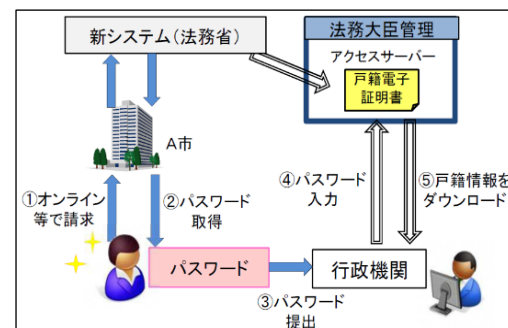 新システム（法務省）
法務大臣管理
アクセスサーバー
戸籍電子
証明書
A市
①オンライン
等で請求
②パスワード
取得
④パスワード
入力
⑤戸籍情報を
ダウンロード
パスワード
行政機関
③パスワード
提出